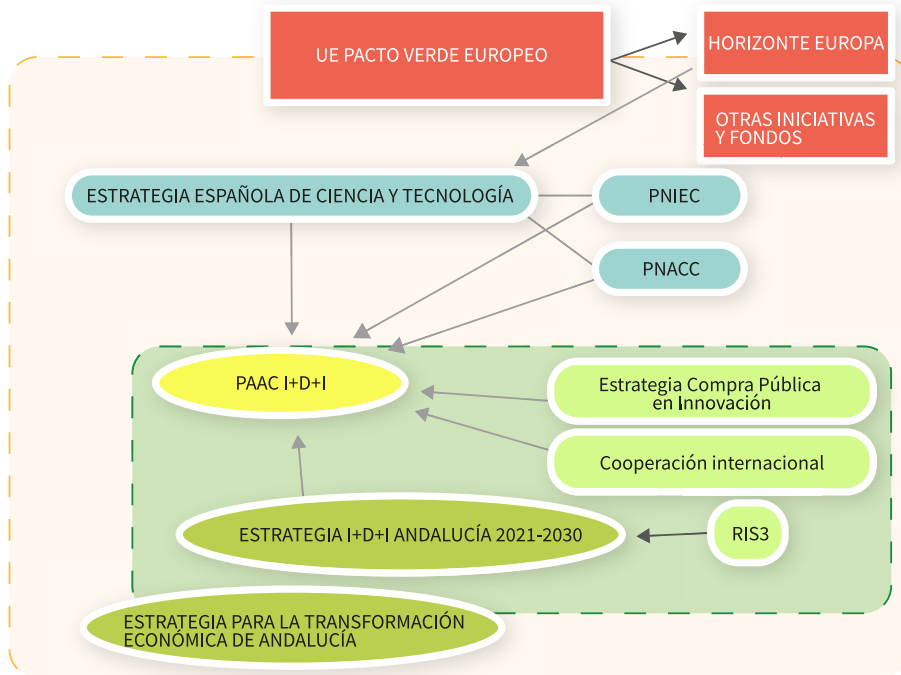 UE PACTO VERDE EUROPEO
HORIZONTE EUROPA
OTRAS INICIATIVAS
Y FONDOS
ESTRATEGIA ESPAÑOLA DE CIENCIA Y TECNOLOGÍA
PNIEC
PNACC
PAAC I+D+I
Estrategia Compra Pública
en Innovación
Cooperación internacional
ESTRATEGIA I+D+I ANDALUCÍA 2021-2030
RIS3
ESTRATEGIA PARA LA TRANSFORMACIÓN
ECONÓMICA DE ANDALUCÍA